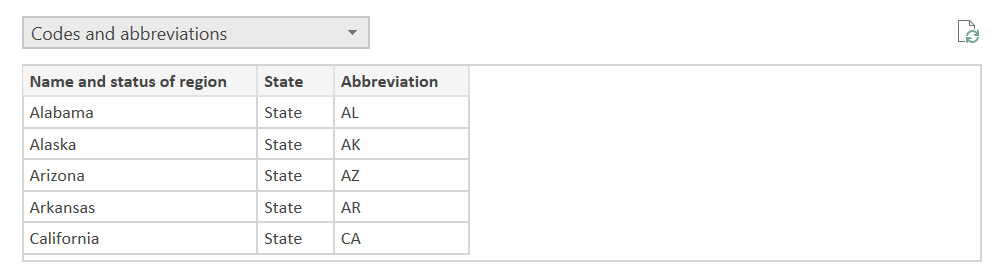 Codes and abbreviations
Name and status of region State Abbreviation
Alabama State AL
Alaska State AK
Arizona State AZ
Arkansas State AR
California State CA